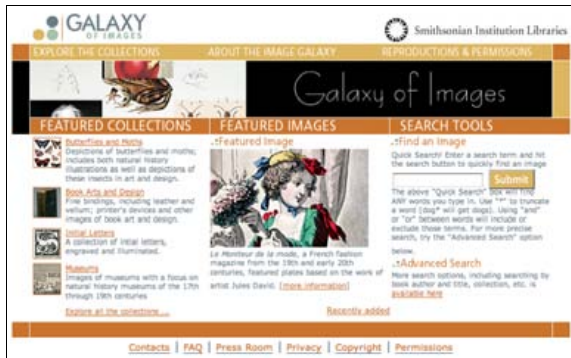 GALAXY
OF IMAGES
Smithsonian Institution Libraries
EXPLORE THE COLLECTIONS
ABOUT THE IMAGE GALAXY
REPRODUCTIONS & PERMISSIONS
Galaxy of Images
FEATURED COLLECTIONS
Butterflies and Moths
Depictions of butterflies and moths;
includes both natural history
illustrations as well as depictions of
these insects in art and design.
Book Arts and Design
Fine bindings, including leather and
vellum; printer's devices and other
images of book art and design.
Initial Letters
A collection of intial letters,
engraved and illuminated.
Museums
Images of museums with a focus on
natural history museums of the 17th
through 19th centuries
Explore all the collections ...
FEATURED IMAGES
Featured Image
Le Moniteur de la mode, a French fashion
magazine from the 19th and early 20th
centuries, featured plates based on the work of
artist Jules David. [more information]
Recently added
SEARCH TOOLS
Find an Image
Quick Search! Enter a search term and hit
the search button to quickly find an image
Submit
The above "Quick Search" box will find
ANY words you type in. Use "*" to truncate
a word (dog* will get dogs). Using "and"
or "or" between words will include or
exclude those terms. For more precise
search, try the "Advanced Search" option
below.
Advanced Search
More search options, including searching by
book author and title, collection, etc. is
available here
Contacts | FAQ | Press Room | Privacy | Copyright | Permissions